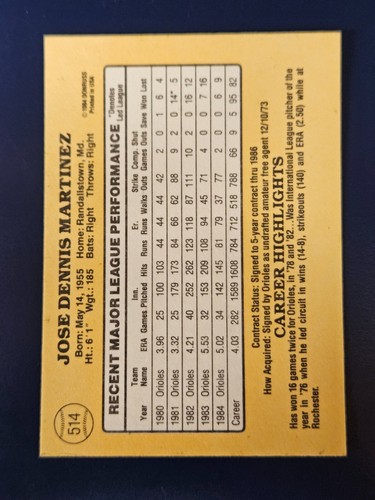 514
© 1984 DONRUSS
Printed in USA
JOSE DENNIS MARTINEZ
Born: May 14, 1955 Home: Randallstown, Md.
Ht.: 6'1" Wgt.: 185 Bats: Right Throws: Right
RECENT MAJOR LEAGUE PERFORMANCE *Denotes Led League
Team Inn. Er. Strike Comp. Shut
Year Name ERA Games Pitched Hits Runs Runs Walks Outs Games Outs Save Won Lost
1980 Orioles 3.96 25 100 103 44 44 44 42 2 0 1 6 4
1981 Orioles 3.32 25 179 173 84 66 62 88 9 2 0 14* 5
1982 Orioles 4.21 40 252 262 123 118 87 111 10 2 0 16 12
1983 Orioles 5.53 32 153 209 108 94 45 71 4 0 0 7 16
1984 Orioles 5.02 34 142 145 81 79 37 77 2 0 0 6 9
Career 4.03 282 1589 1608 784 712 518 788 66 9 5 95 82
Contract Status: Signed to 5-year contract thru 1986
How Acquired: Signed by Orioles as undrafted amateur free agent 12/10/73
CAREER HIGHLIGHTS
Has won 16 games twice for Orioles, in '78 and '82...Was International League pitcher of the
year in '76 when he led circuit in wins (14-8), strikeouts (140) and ERA (2.50) while at
Rochester.